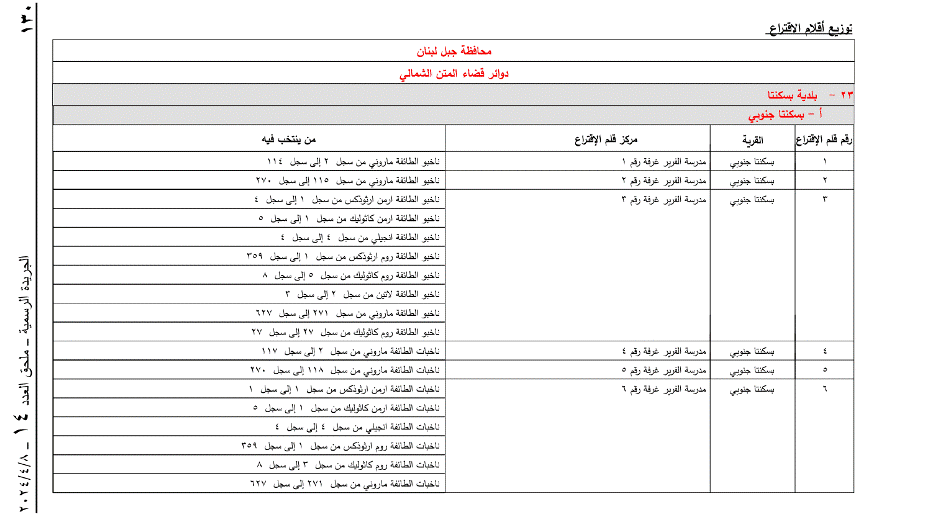 ١٣٠
توزيع أقلام الاقتراع
محافظة جبل لبنان
دوائر قضاء المتن الشمالي
٢٣ - بلدية بسكنتا
أ - بسكنتا جنوبي
رقم قلم الإقتراع القرية مركز قلم الإقتراع من ينتخب فيه
١ بسكنتا جنوبي مدرسة الفرير غرفة رقم ١ ناخبو الطائفة ماروني من سجل ٢ إلى سجل ١١٤
٢ بسكنتا جنوبي مدرسة الفرير غرفة رقم ٢ ناخبو الطائفة ماروني من سجل ١١٥ إلى سجل ٢٧٠
٣ بسكنتا جنوبي مدرسة الفرير غرفة رقم ٣ ناخبو الطائفة ارمن ارثوذكس من سجل ١ إلى سجل ٤
ناخبو الطائفة ارمن كاثوليك من سجل ١ إلى سجل ٥
ناخبو الطائفة انجيلي من سجل ٤ إلى سجل ٤
ناخبو الطائفة روم ارثوذكس من سجل ١ إلى سجل ٣٥٩
ناخبو الطائفة روم كاثوليك من سجل ٥ إلى سجل ٨
ناخبو الطائفة لاتين من سجل ٢ إلى سجل ٣
ناخبو الطائفة ماروني من سجل ٢٧١ إلى سجل ٦٢٧
ناخبو الطائفة روم كاثوليك من سجل ٢٧ إلى سجل ٢٧
٤ بسكنتا جنوبي مدرسة الفرير غرفة رقم ٤ ناخبات الطائفة ماروني من سجل ٢ إلى سجل ١١٧
٥ بسكنتا جنوبي مدرسة الفرير غرفة رقم ٥ ناخبات الطائفة ماروني من سجل ١١٨ إلى سجل ٢٧٠
٦ بسكنتا جنوبي مدرسة الفرير غرفة رقم ٦ ناخبات الطائفة ارمن ارثوذكس من سجل ١ إلى سجل ١
ناخبات الطائفة ارمن كاثوليك من سجل ١ إلى سجل ٥
ناخبات الطائفة انجيلي من سجل ٤ إلى سجل ٤
ناخبات الطائفة روم ارثوذكس من سجل ١ إلى سجل ٣٥٩
ناخبات الطائفة روم كاثوليك من سجل ٣ إلى سجل ٨
ناخبات الطائفة ماروني من سجل ٢٧١ إلى سجل ٦٢٧
الجريدة الرسمية – ملحق العدد ١٤ – ٢٠٢٤/٤/٨